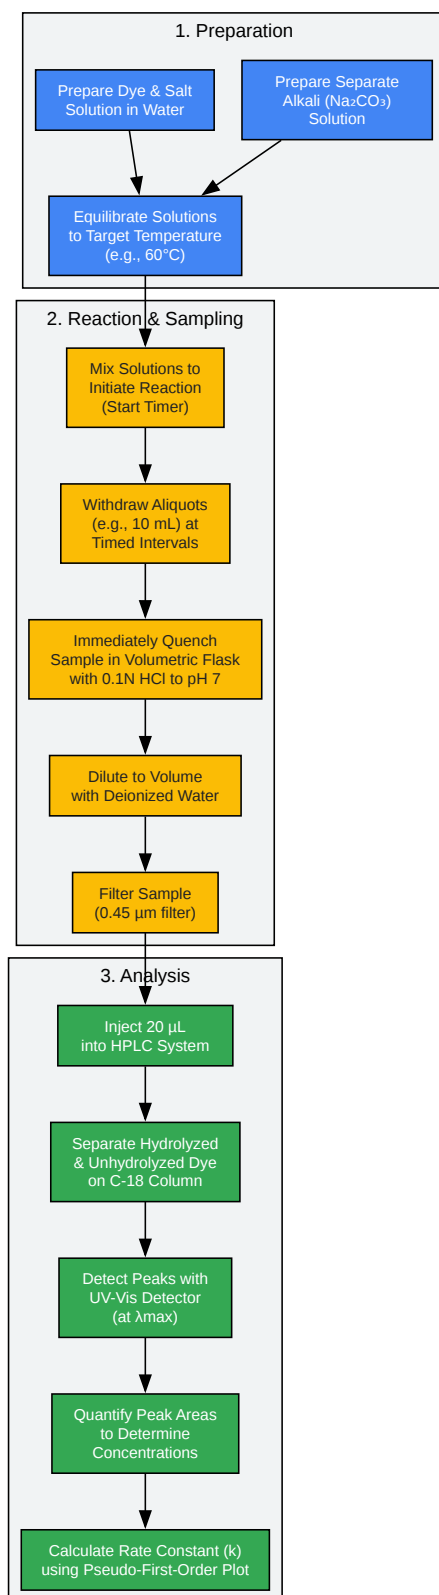 1. Preparation
Prepare Dye & Salt
Solution in Water
Prepare Separate
Alkali (Na₂CO₃)
Solution
Equilibrate Solutions
to Target Temperature
(e.g., 60°C)
2. Reaction & Sampling
Mix Solutions to
Initiate Reaction
(Start Timer)
Withdraw Aliquots
(e.g., 10 mL) at
Timed Intervals
Immediately Quench
Sample in Volumetric Flask
with 0.1N HCl to pH 7
Dilute to Volume
with Deionized Water
Filter Sample
(0.45 µm filter)
3. Analysis
Inject 20 µL
into HPLC System
Separate Hydrolyzed
& Unhydrolyzed Dye
on C-18 Column
Detect Peaks with
UV-Vis Detector
(at λmax)
Quantify Peak Areas
to Determine
Concentrations
Calculate Rate Constant (k)
using Pseudo-First-Order Plot